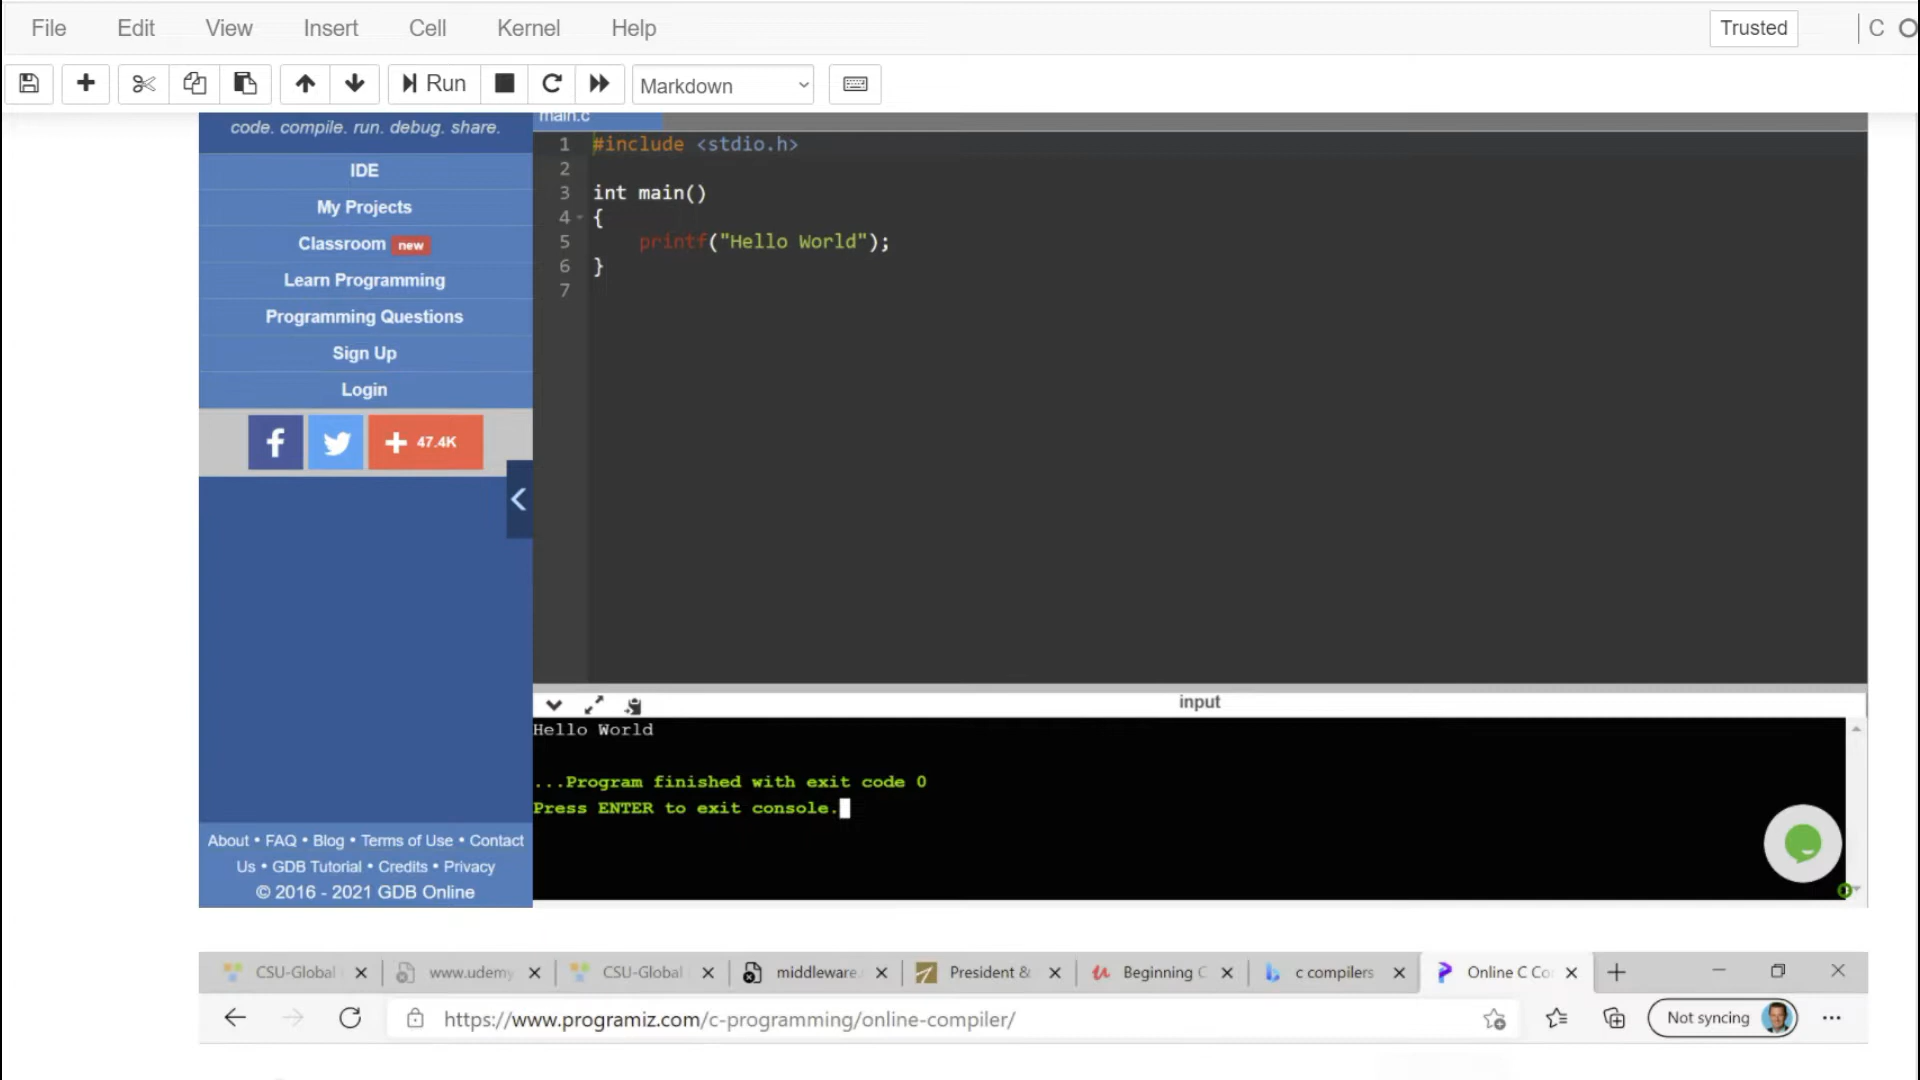 File Edit View Insert Cell Kernel Help Trusted C
Run Markdown
code. compile. run. debug. share.
IDE
My Projects
Classroom new
Learn Programming
Programming Questions
Sign Up
Login
47.4K
About • FAQ • Blog • Terms of Use • Contact
Us • GDB Tutorial • Credits • Privacy
© 2016 - 2021 GDB Online
main.c
1 #include <stdio.h>
2
3 int main()
4 {
5     printf("Hello World");
6 }
7
input
Hello World
...Program finished with exit code 0
Press ENTER to exit console.
CSU-Global www.udemy CSU-Global middleware. President & Beginning C c compilers Online C Co
https://www.programiz.com/c-programming/online-compiler/ Not syncing